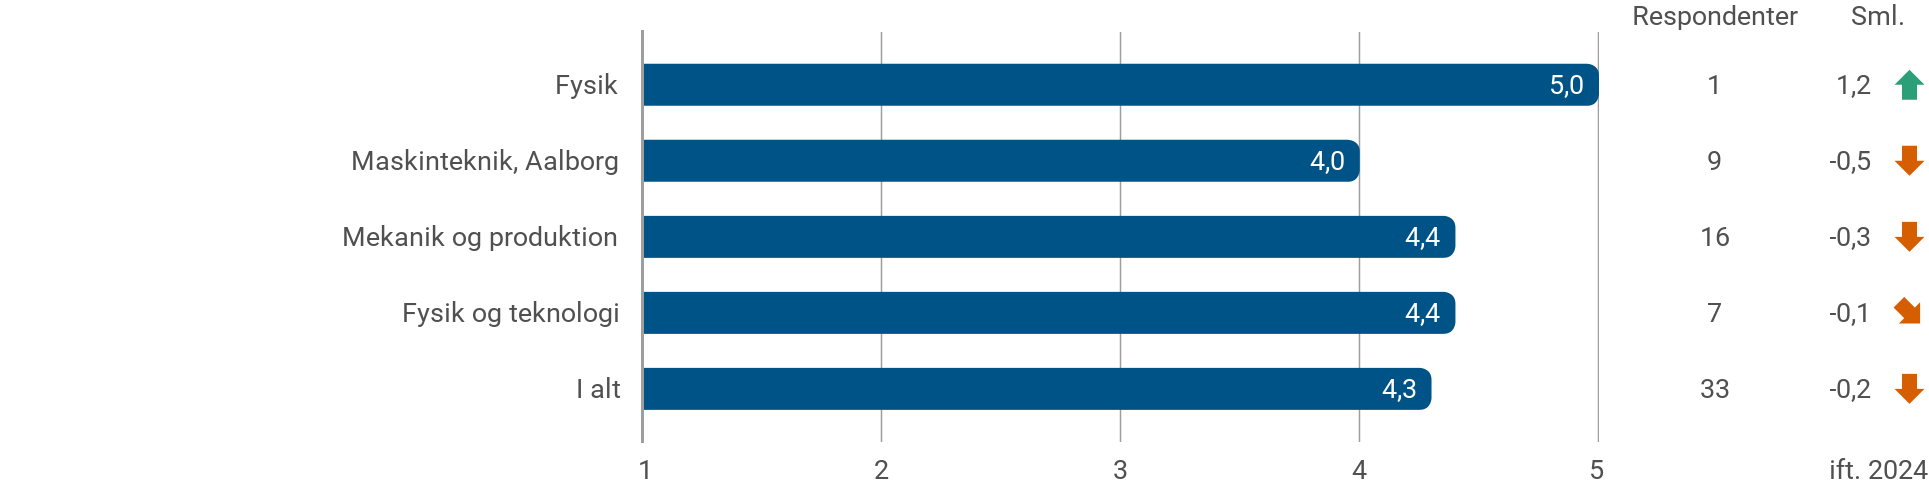 Respondenter Sml.
Fysik 5,0 1 1,2
Maskinteknik, Aalborg 4,0 9 -0,5
Mekanik og produktion 4,4 16 -0,3
Fysik og teknologi 4,4 7 -0,1
I alt 4,3 33 -0,2
1 2 3 4 5 ift. 2024